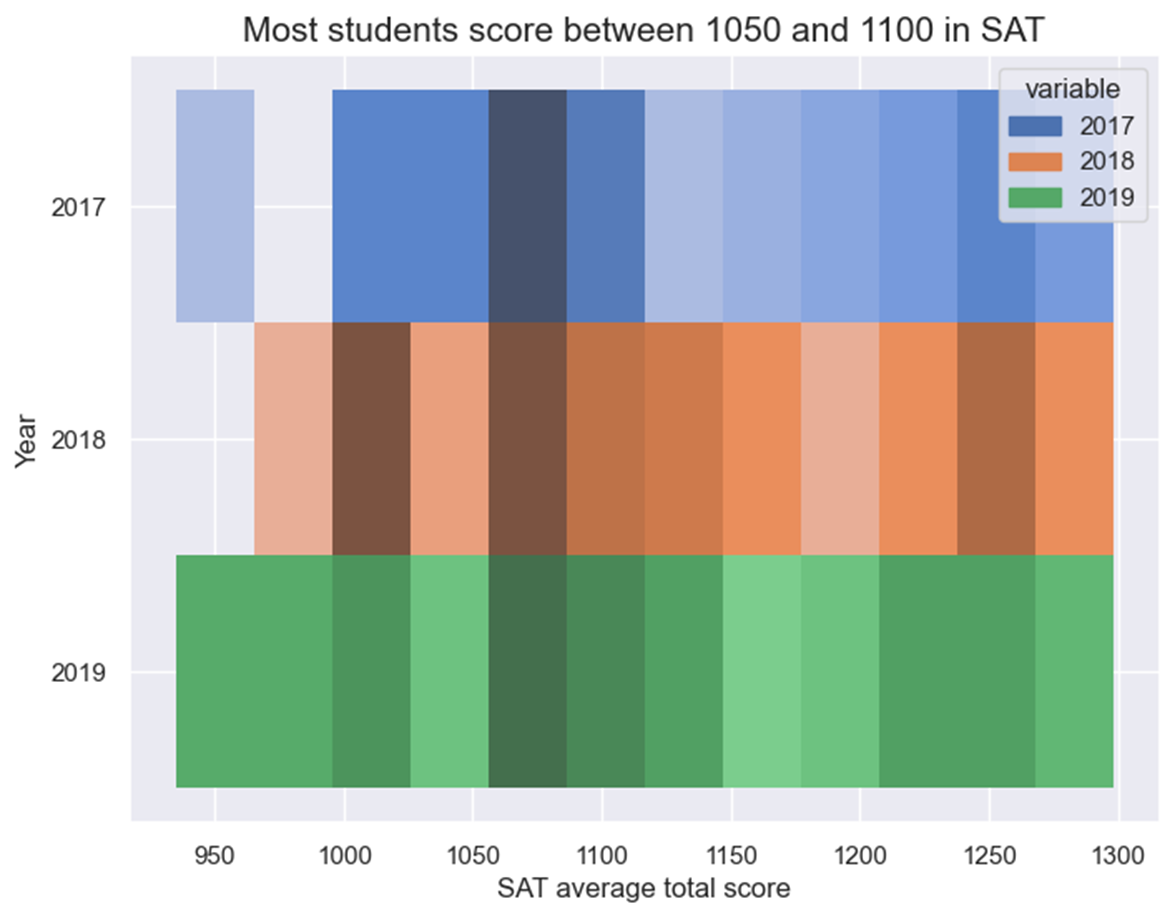 Most students score between 1050 and 1100 in SAT
variable
2017
2018
2019
2017
2018
2019
Year
950 1000 1050 1100 1150 1200 1250 1300
SAT average total score